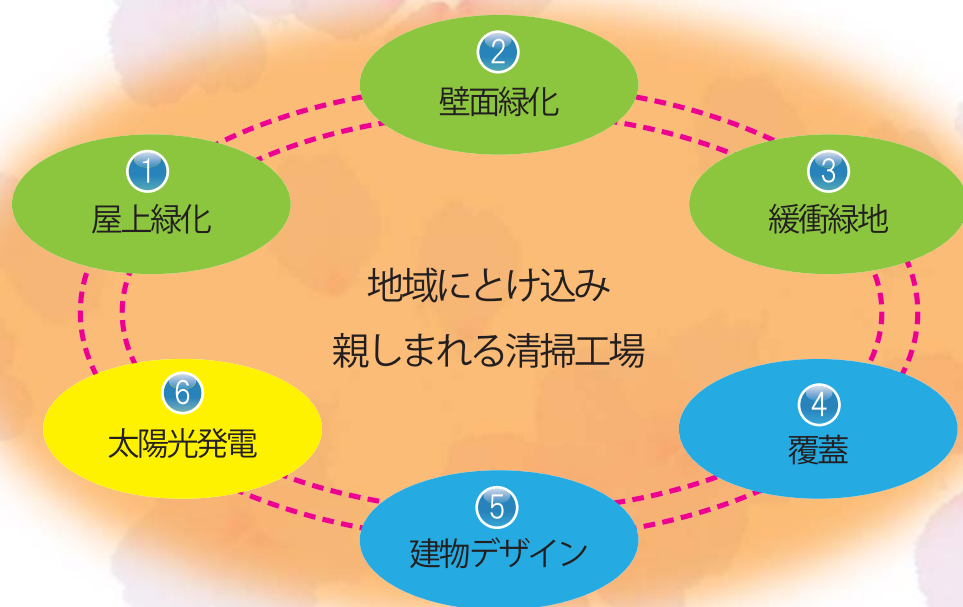 ②
壁面緑化
①
屋上緑化
③
緩衝緑地
地域にとけ込み
親しまれる清掃工場
⑥
太陽光発電
④
覆蓋
⑤
建物デザイン